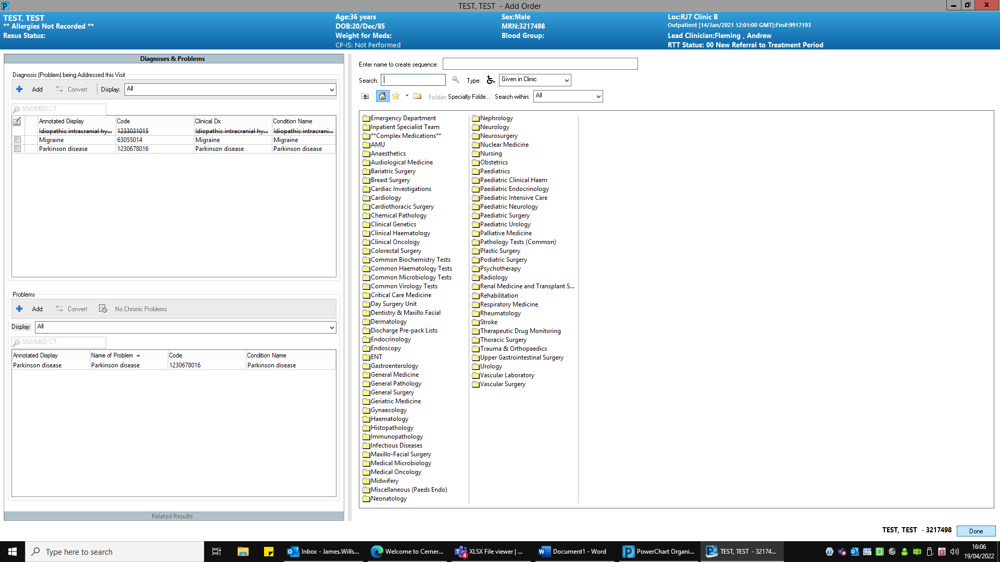 TEST, TEST - Add Order
TEST, TEST
** Allergies Not Recorded **
Resus Status:
Age:36 years
DOB:20/Dec/85
Weight for Meds:
CP-IS: Not Performed
Sex:Male
MRN:3217498
Blood Group:
Loc:RJ7 Clinic B
Outpatient [14/Jan/2021 12:01:00 GMT]:Fin#:9917193
Lead Clinician:Fleming , Andrew
RTT Status: 00 New Referral to Treatment Period
Diagnoses & Problems
Diagnosis (Problem) being Addressed this Visit
Add Convert Display: All
SNOMED CT
Annotated Display Code Clinical Dx Condition Name
Idiopathic intracranial hy... 1233031015 Idiopathic intracranial hy... Idiopathic intracrani...
Migraine 63055014 Migraine Migraine
Parkinson disease 1230678016 Parkinson disease Parkinson disease
Problems
Add Convert No Chronic Problems
Display: All
SNOMED CT
Annotated Display Name of Problem Code Condition Name
Parkinson disease Parkinson disease 1230678016 Parkinson disease
Related Results
Enter name to create sequence:
Search: Type: Given in Clinic
Folder: Specialty Folde... Search within: All
Emergency Department
Inpatient Specialist Team
**Complex Medications**
AMU
Anaesthetics
Audiological Medicine
Bariatric Surgery
Breast Surgery
Cardiac Investigations
Cardiology
Cardiothoracic Surgery
Chemical Pathology
Clinical Genetics
Clinical Haematology
Clinical Oncology
Colorectal Surgery
Common Biochemistry Tests
Common Haematology Tests
Common Microbiology Tests
Common Virology Tests
Critical Care Medicine
Day Surgery Unit
Dentistry & Maxillo Facial
Dermatology
Discharge Pre-pack Lists
Endocrinology
Endoscopy
ENT
Gastroenterology
General Medicine
General Pathology
General Surgery
Geriatric Medicine
Gynaecology
Haematology
Histopathology
Immunopathology
Infectious Diseases
Maxillo-Facial Surgery
Medical Microbiology
Medical Oncology
Midwifery
Miscellaneous (Paeds Endo)
Neonatology
Nephrology
Neurology
Neurosurgery
Nuclear Medicine
Nursing
Obstetrics
Paediatrics
Paediatric Clinical Haem
Paediatric Endocrinology
Paediatric Intensive Care
Paediatric Neurology
Paediatric Surgery
Paediatric Urology
Palliative Medicine
Pathology Tests (Common)
Plastic Surgery
Podiatric Surgery
Psychotherapy
Radiology
Renal Medicine and Transplant S...
Rehabilitation
Respiratory Medicine
Rheumatology
Stroke
Therapeutic Drug Monitoring
Thoracic Surgery
Trauma & Orthopaedics
Upper Gastrointestinal Surgery
Urology
Vascular Laboratory
Vascular Surgery
TEST, TEST - 3217498 Done
Type here to search
Inbox - James.Wills...
Welcome to Cerner...
4
XLSX File viewer | ...
Document1 - Word
PowerChart Organi...
TEST, TEST - 32174...
16:06
19/04/2022